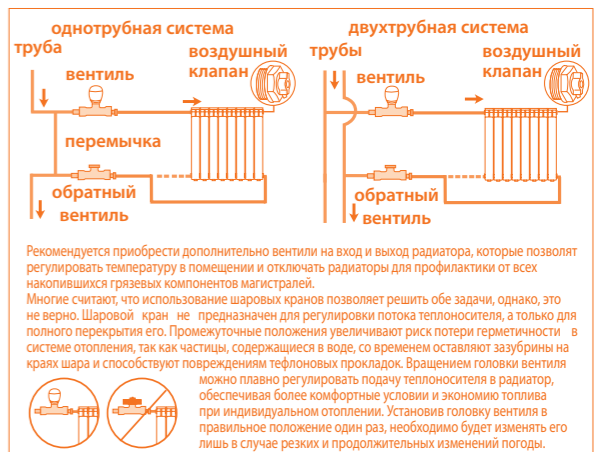 однотрубная система
труба
воздушный
клапан
вентиль
перемычка
обратный
вентиль
двухтрубная система
трубы
воздушный
клапан
вентиль
обратный
вентиль
Рекомендуется приобрести дополнительно вентили на вход и выход радиатора, которые позволят
регулировать температуру в помещении и отключать радиаторы для профилактики от всех
накопившихся грязевых компонентов магистралей.
Многие считают, что использование шаровых кранов позволяет решить обе задачи, однако, это
не верно. Шаровой кран не предназначен для регулировки потока теплоносителя, а только для
полного перекрытия его. Промежуточные положения увеличивают риск потери герметичности в
системе отопления, так как частицы, содержащиеся в воде, со временем оставляют зазубрины на
краях шара и способствуют повреждениям тефлоновых прокладок. Вращением головки вентиля
можно плавно регулировать подачу теплоносителя в радиатор,
обеспечивая более комфортные условия и экономию топлива
при индивидуальном отоплении. Установив головку вентиля в
правильное положение один раз, необходимо будет изменять его
лишь в случае резких и продолжительных изменений погоды.